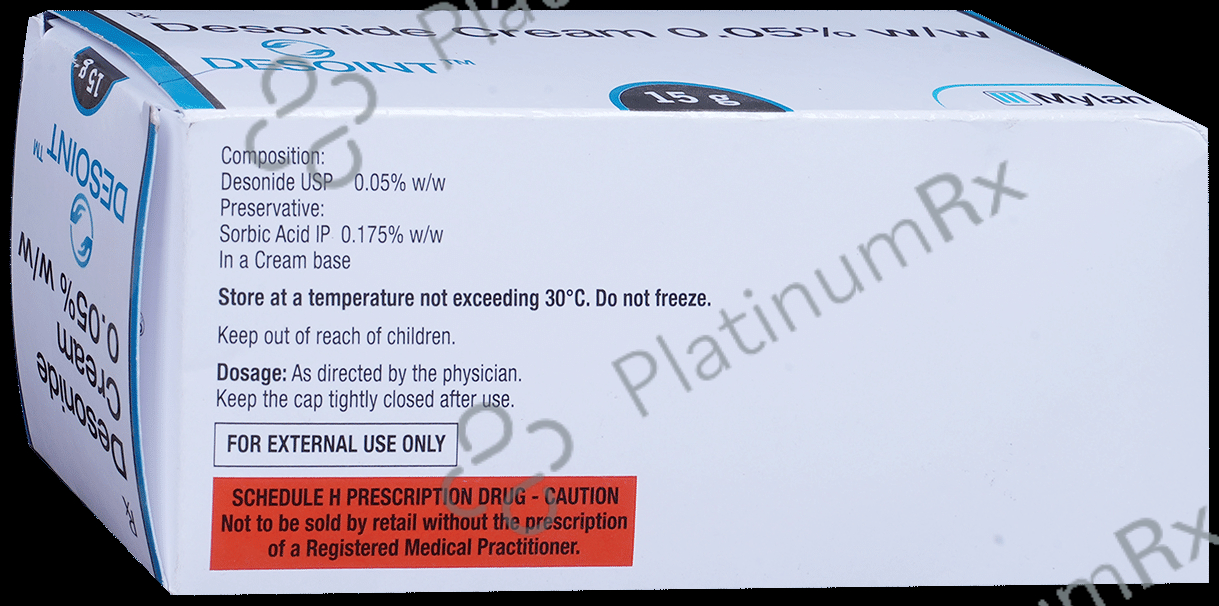 Rx
Desonide Cream 0.05% w/w
DESOINT™
15 g
Mylan
15 g
DESOINT™
Desonide
Cream
0.05% w/w
Rx
Composition:
Desonide USP 0.05% w/w
Preservative:
Sorbic Acid IP 0.175% w/w
In a Cream base
Store at a temperature not exceeding 30°C. Do not freeze.
Keep out of reach of children.
Dosage: As directed by the physician.
Keep the cap tightly closed after use.
FOR EXTERNAL USE ONLY
SCHEDULE H PRESCRIPTION DRUG - CAUTION
Not to be sold by retail without the prescription
of a Registered Medical Practitioner.
PlatinumRx